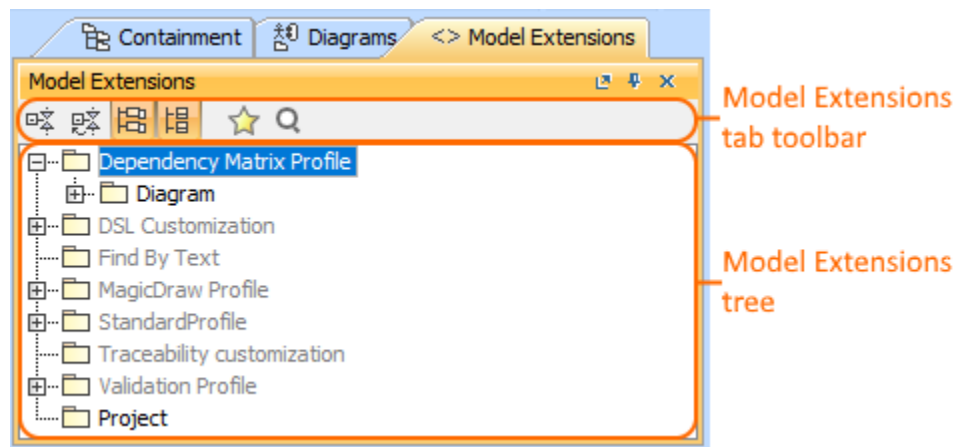 Containment Diagrams <> Model Extensions
Model Extensions
Model Extensions
tab toolbar
Dependency Matrix Profile
Diagram
DSL Customization
Find By Text
MagicDraw Profile
StandardProfile
Traceability customization
Validation Profile
Project
Model Extensions
tree